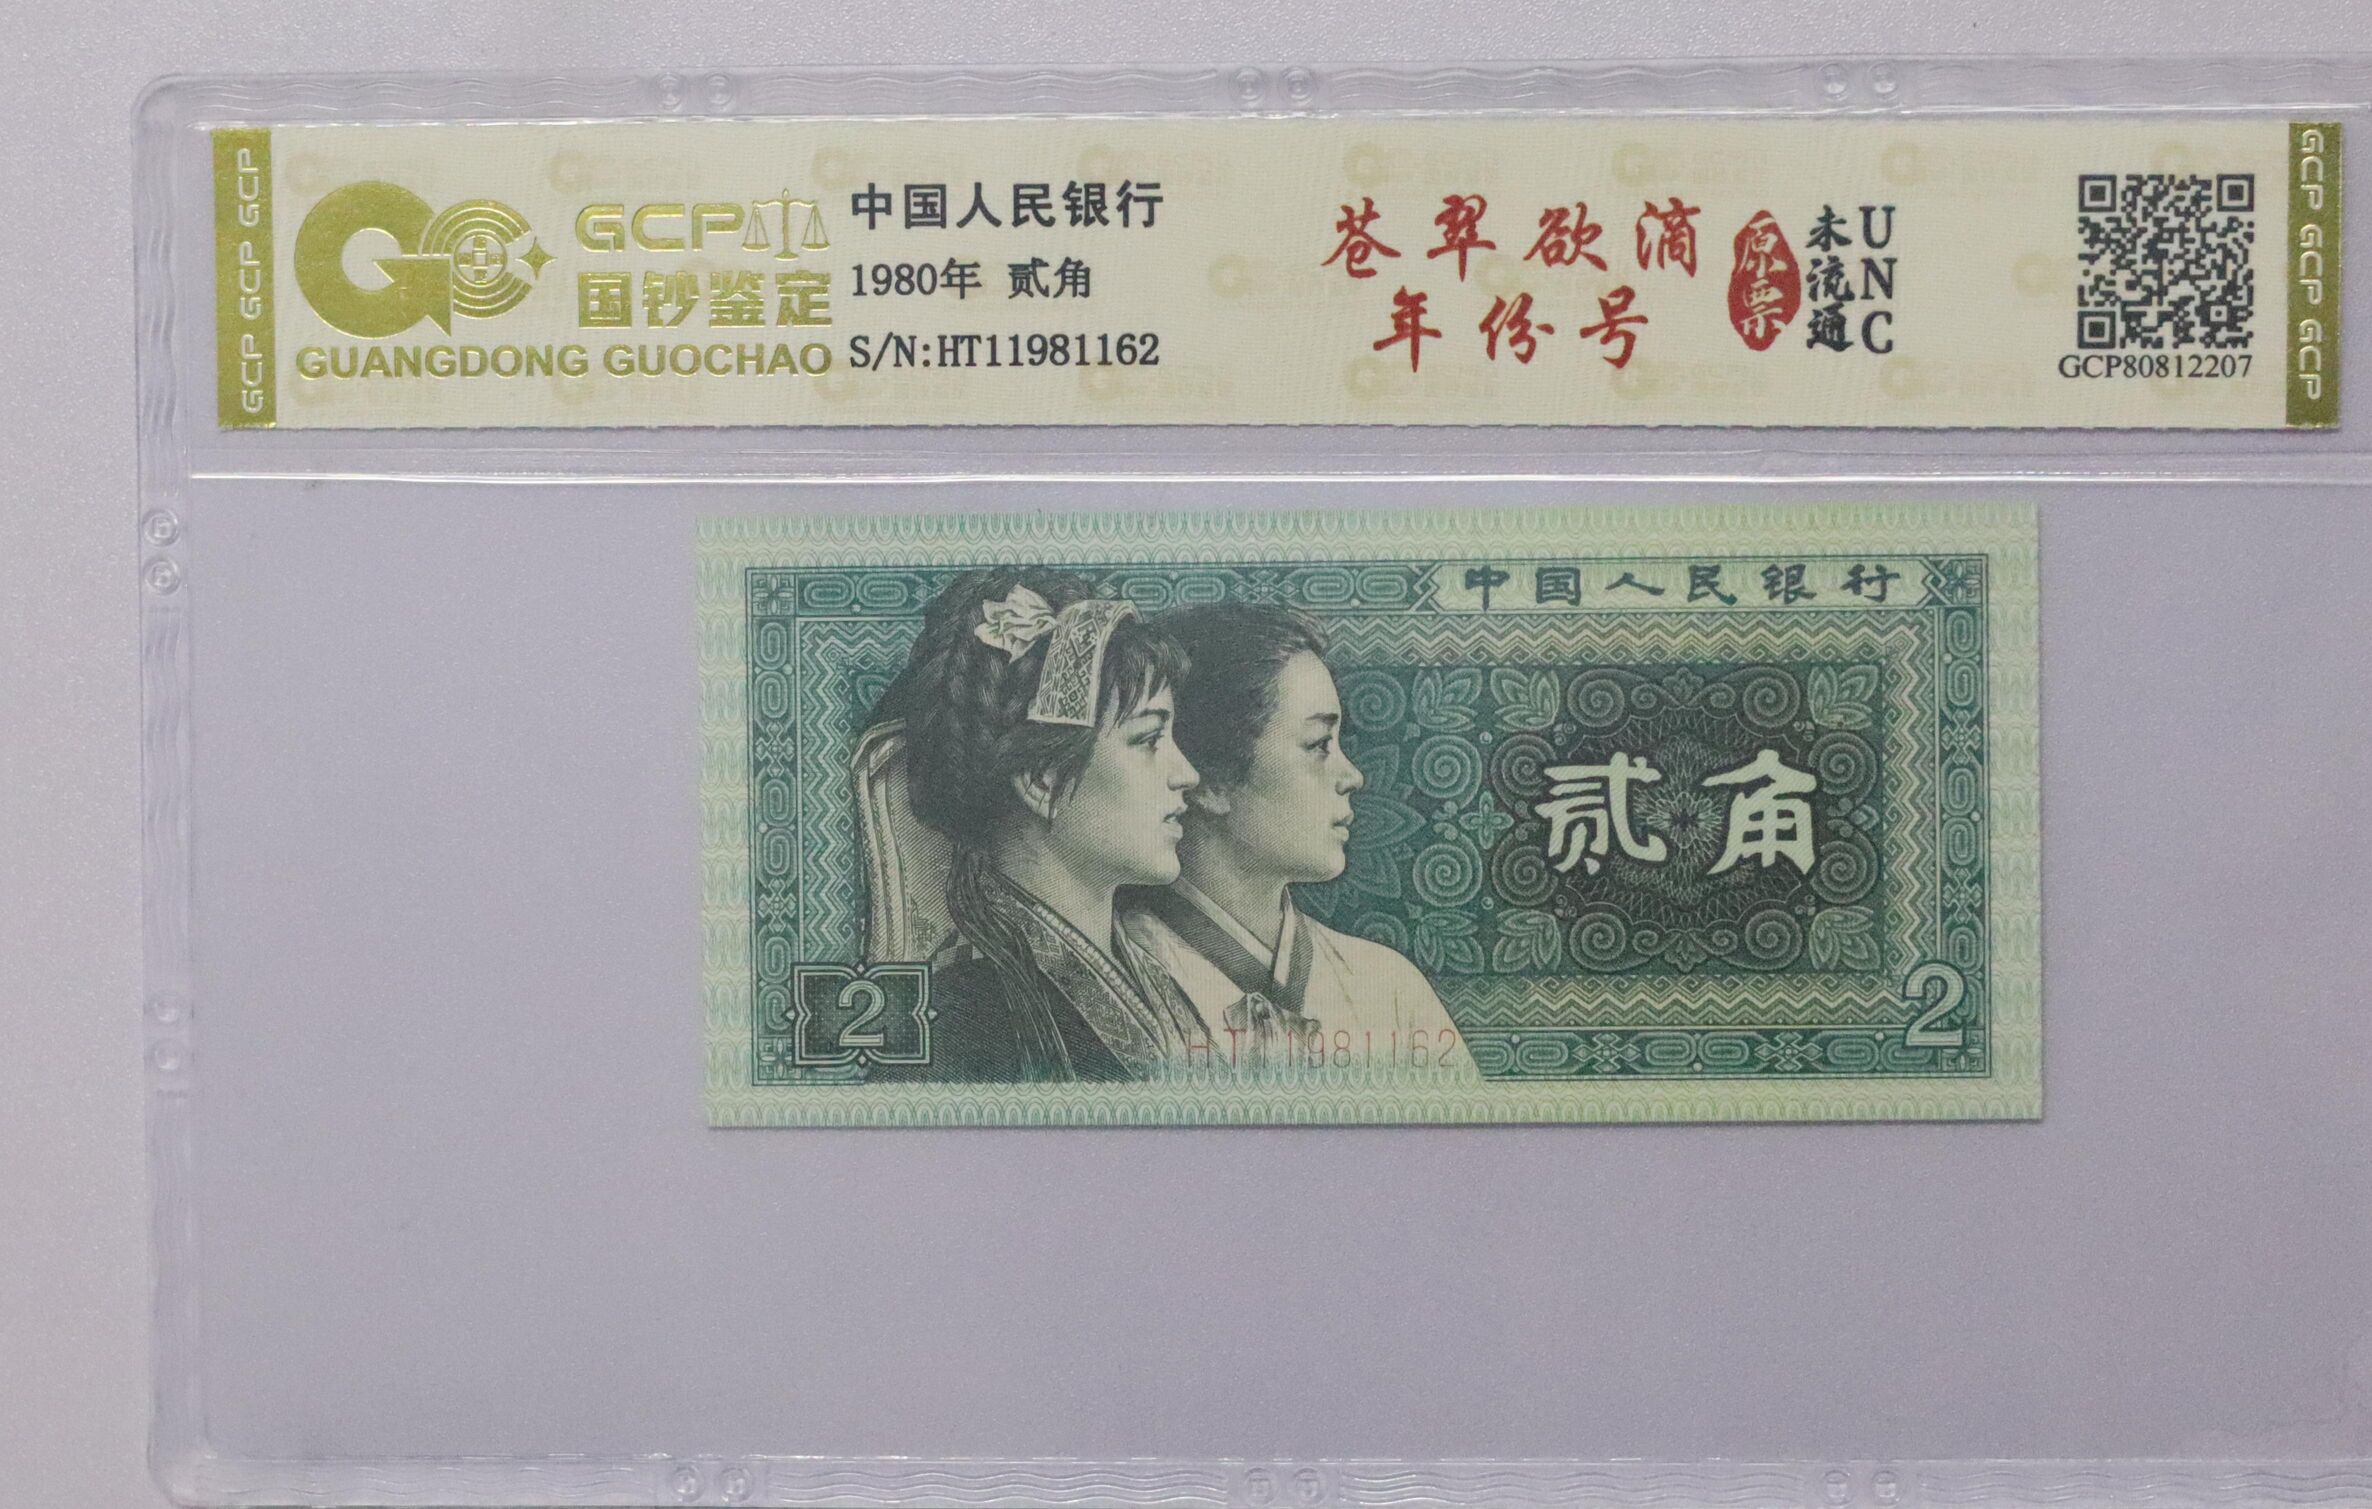 GCP GCP GCP
GCP
国钞鉴定
GUANGDONG GUOCHAO
中国人民银行
1980年 贰角
S/N:HT11981162
苍翠欲滴
年份号
原票
未流通
UNC
GCP80812207
GCP GCP GCP
中国人民银行
贰角
2
2
HT11981162